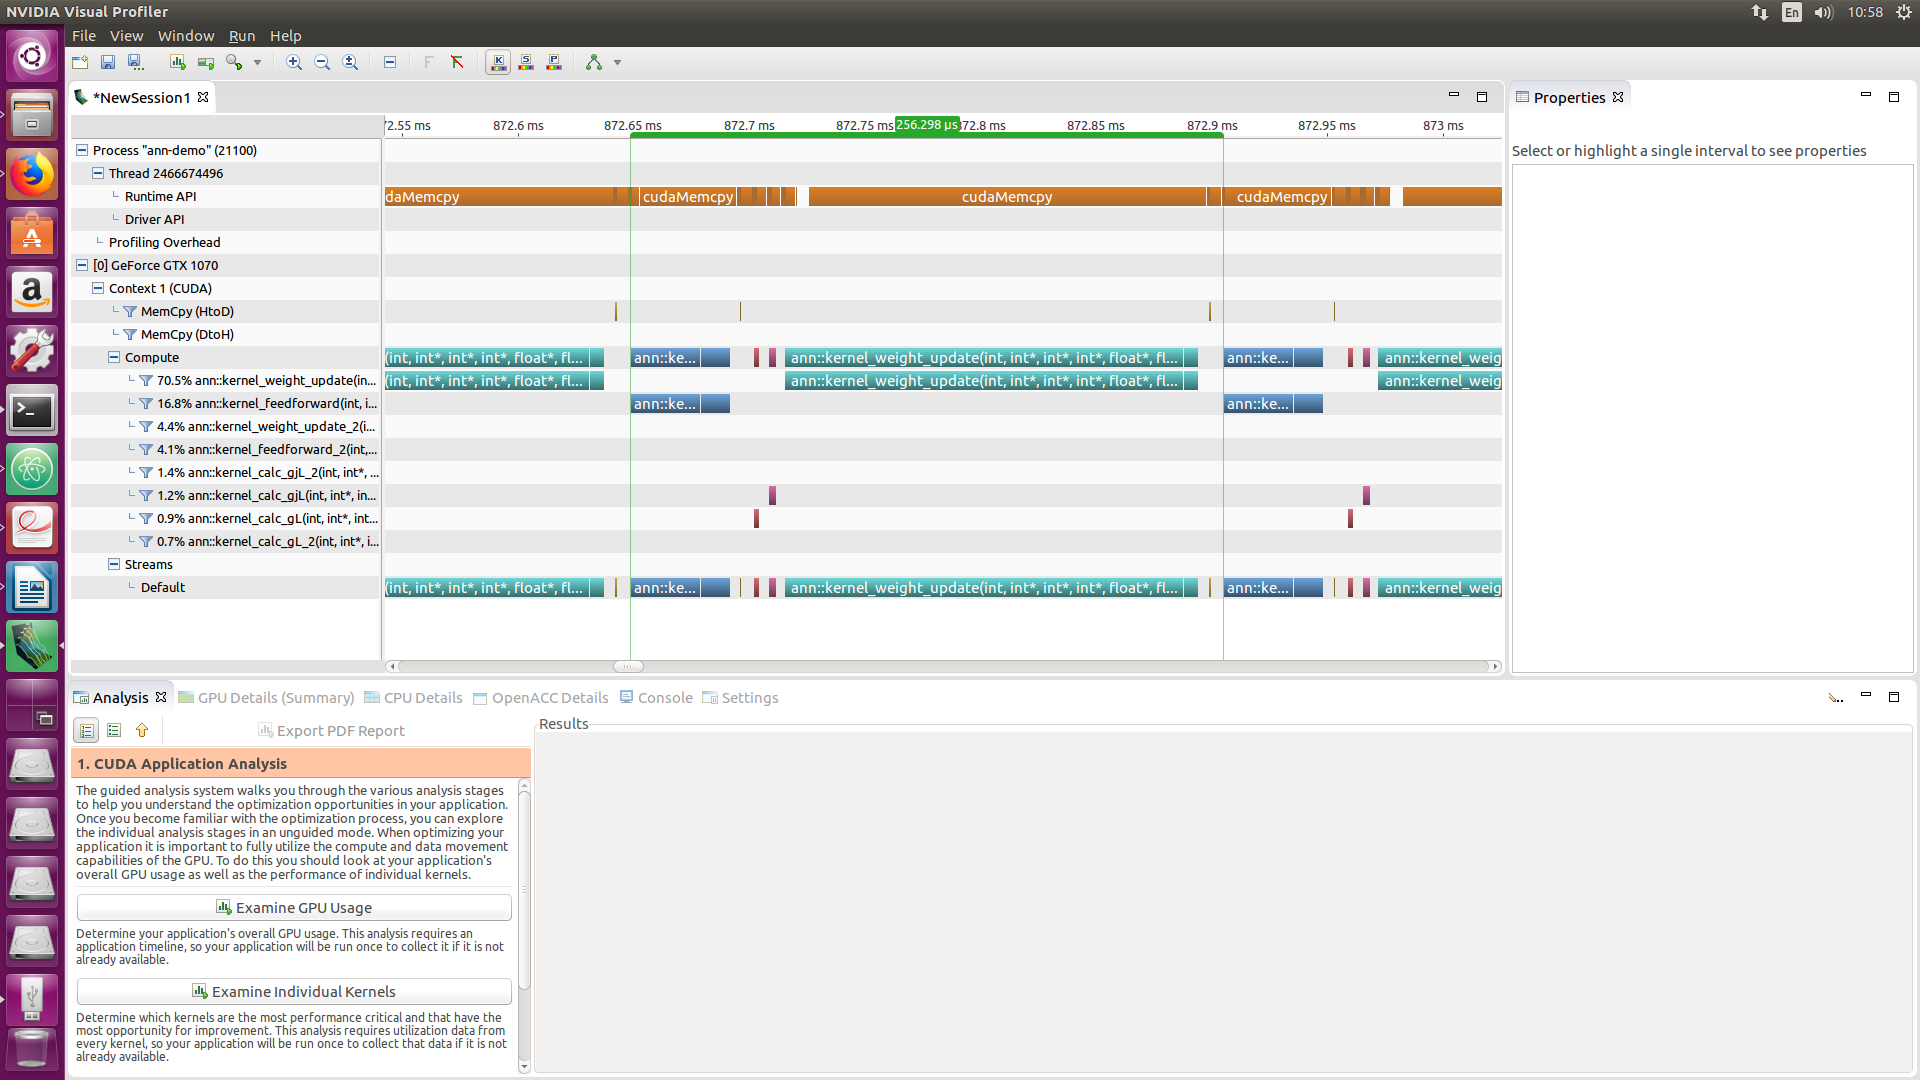 NVIDIA Visual Profiler
En
10:58
File View Window Run Help
K S P
*NewSession1
Properties
72.55 ms 872.6 ms 872.65 ms 872.7 ms 872.75 ms 256.298 µs 872.8 ms 872.85 ms 872.9 ms 872.95 ms 873 ms
Select or highlight a single interval to see properties
Process "ann-demo" (21100)
Thread 2466674496
Runtime API
daMemcpy cudaMemcpy cudaMemcpy cudaMemcpy
Driver API
Profiling Overhead
[0] GeForce GTX 1070
Context 1 (CUDA)
MemCpy (HtoD)
MemCpy (DtoH)
Compute
(int, int*, int*, int*, float*, fl... ann::ke... ann::kernel_weight_update(int, int*, int*, int*, float*, fl... ann::ke... ann::kernel_weig
70.5% ann::kernel_weight_update(in...
(int, int*, int*, int*, float*, fl... ann::kernel_weight_update(int, int*, int*, int*, float*, fl... ann::kernel_weig
16.8% ann::kernel_feedforward(int, i...
ann::ke... ann::ke...
4.4% ann::kernel_weight_update_2(i...
4.1% ann::kernel_feedforward_2(int,...
1.4% ann::kernel_calc_gjL_2(int, int*, ...
1.2% ann::kernel_calc_gjL(int, int*, in...
0.9% ann::kernel_calc_gL(int, int*, int...
0.7% ann::kernel_calc_gL_2(int, int*, i...
Streams
Default
(int, int*, int*, int*, float*, fl... ann::ke... ann::kernel_weight_update(int, int*, int*, int*, float*, fl... ann::ke... ann::kernel_weig
Analysis GPU Details (Summary) CPU Details OpenACC Details Console Settings
Export PDF Report
Results
1. CUDA Application Analysis
The guided analysis system walks you through the various analysis stages
to help you understand the optimization opportunities in your application.
Once you become familiar with the optimization process, you can explore
the individual analysis stages in an unguided mode. When optimizing your
application it is important to fully utilize the compute and data movement
capabilities of the GPU. To do this you should look at your application's
overall GPU usage as well as the performance of individual kernels.
Examine GPU Usage
Determine your application's overall GPU usage. This analysis requires an
application timeline, so your application will be run once to collect it if it is not
already available.
Examine Individual Kernels
Determine which kernels are the most performance critical and that have the
most opportunity for improvement. This analysis requires utilization data from
every kernel, so your application will be run once to collect that data if it is not
already available.